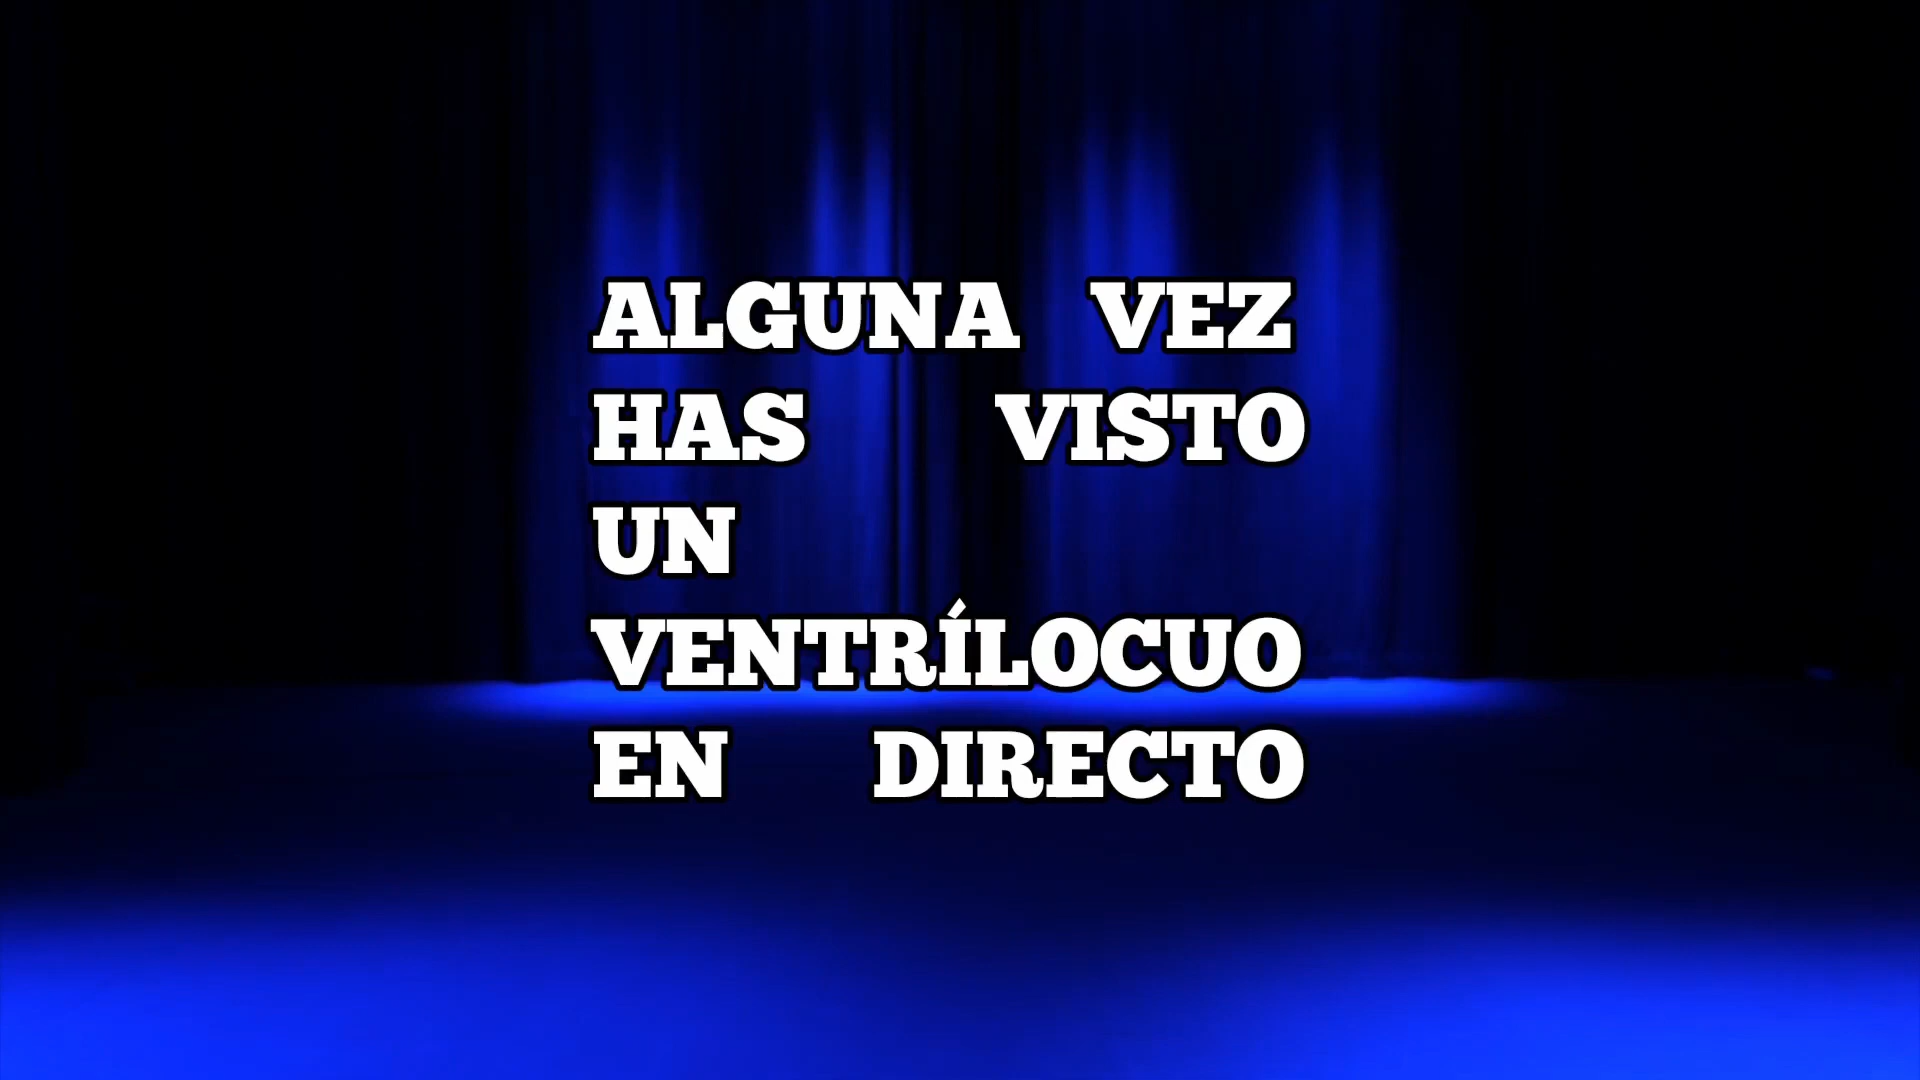 ALGUNA VEZ
HAS VISTO
UN
VENTRÍLOCUO
EN DIRECTO